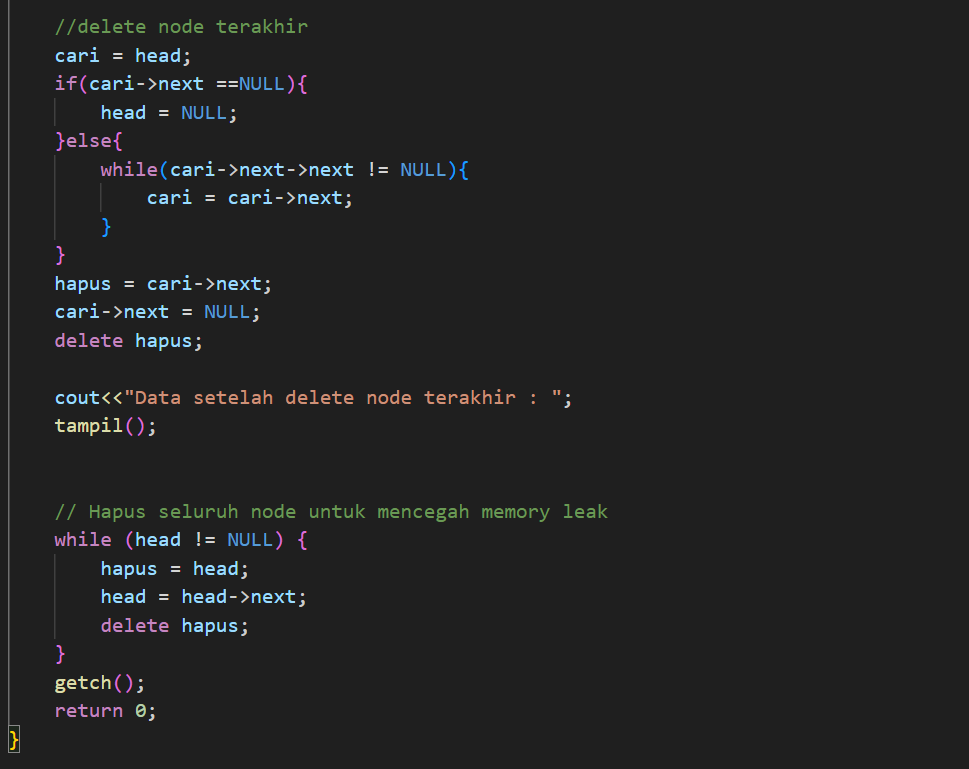 //delete node terakhir
cari = head;
if(cari->next ==NULL){
head = NULL;
}else{
while(cari->next->next != NULL){
cari = cari->next;
}
}
hapus = cari->next;
cari->next = NULL;
delete hapus;
cout<<"Data setelah delete node terakhir : ";
tampil();
// Hapus seluruh node untuk mencegah memory leak
while (head != NULL) {
hapus = head;
head = head->next;
delete hapus;
}
getch();
return 0;
}